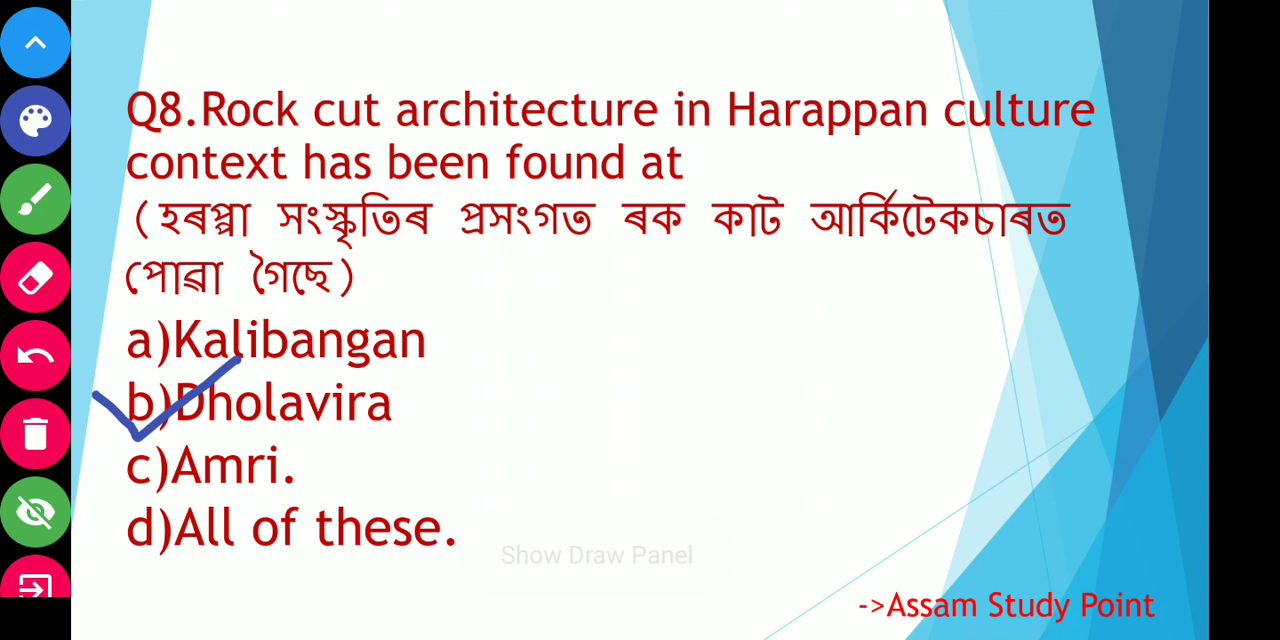 Q8.Rock cut architecture in Harappan culture
context has been found at
(হৰপ্পা সংস্কৃতিৰ প্ৰসংগত ৰক কাট আৰ্কিটেকচাৰত
পোৱা গৈছে)
a)Kalibangan
b)Dholavira
c)Amri.
d)All of these.
Show Draw Panel
->Assam Study Point